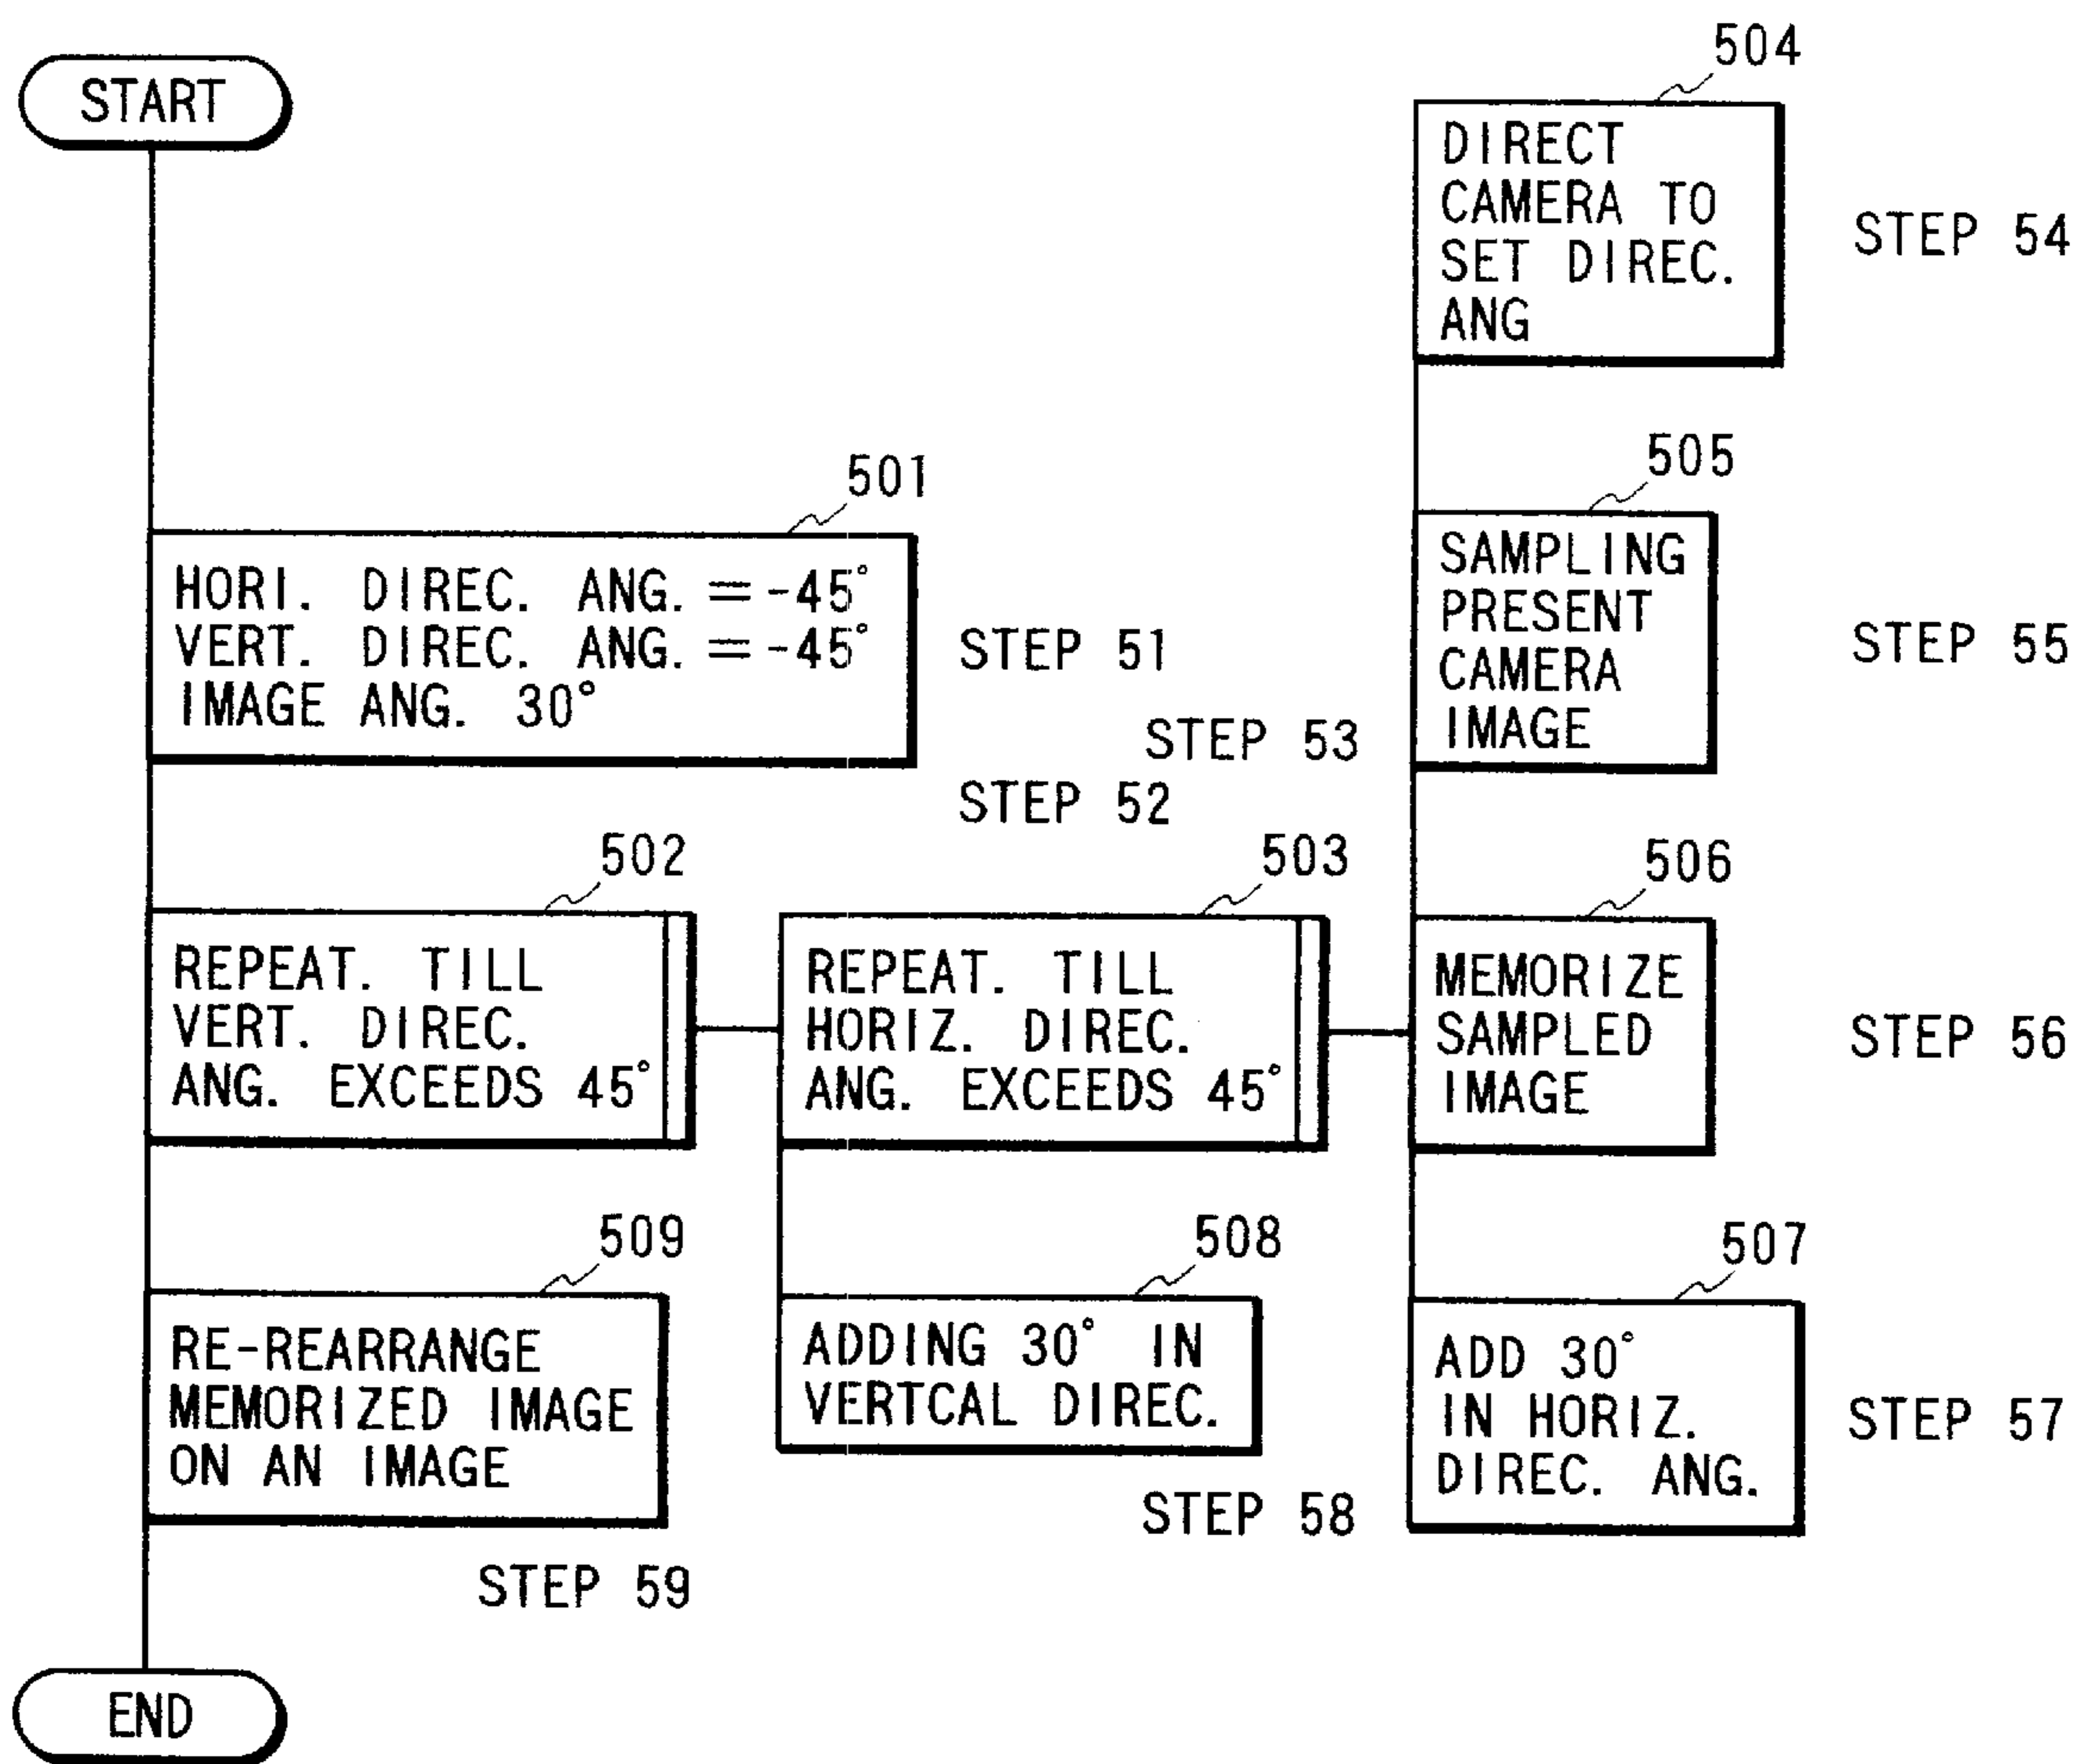 START
501
HORI. DIREC. ANG. = -45°
VERT. DIREC. ANG. = -45°
IMAGE ANG. 30°
STEP 51
STEP 53
STEP 52
502
REPEAT. TILL
VERT. DIREC.
ANG. EXCEEDS 45°
503
REPEAT. TILL
HORIZ. DIREC.
ANG. EXCEEDS 45°
504
DIRECT
CAMERA TO
SET DIREC.
ANG
STEP 54
505
SAMPLING
PRESENT
CAMERA
IMAGE
STEP 55
506
MEMORIZE
SAMPLED
IMAGE
STEP 56
507
ADD 30°
IN HORIZ.
DIREC. ANG.
STEP 57
508
ADDING 30° IN
VERTCAL DIREC.
STEP 58
509
RE-REARRANGE
MEMORIZED IMAGE
ON AN IMAGE
STEP 59
END